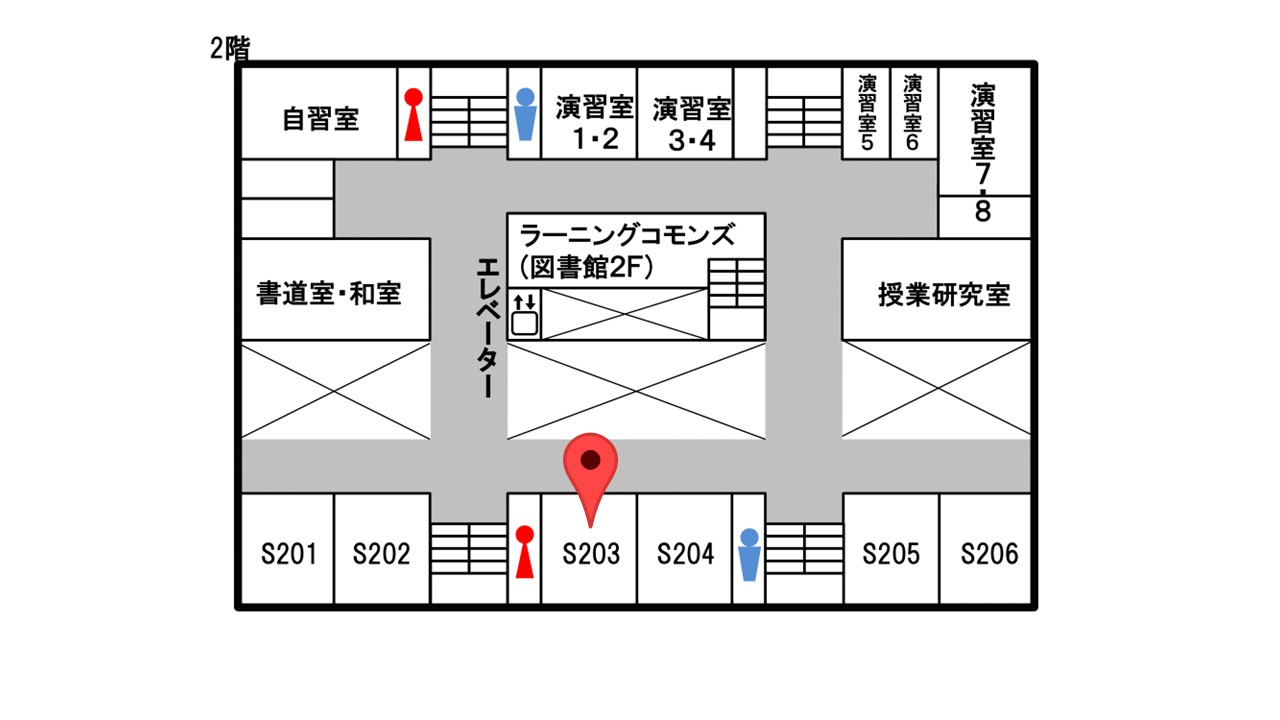 2階
自習室
演習室
1・2
演習室
3・4
演習室5
演習室6
演習室7・8
ラーニングコモンズ
（図書館2F）
エレベーター
書道室・和室
授業研究室
S201
S202
S203
S204
S205
S206